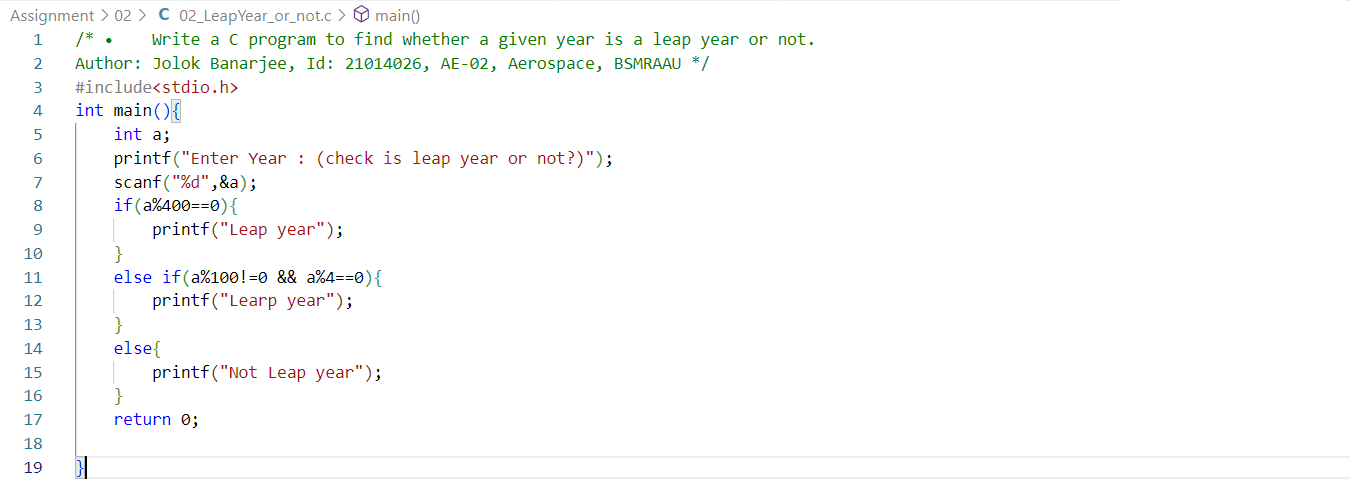 Assignment > 02 > C 02_LeapYear_or_not.c > main()
1 /* •    Write a C program to find whether a given year is a leap year or not.
2 Author: Jolok Banarjee, Id: 21014026, AE-02, Aerospace, BSMRAAU */
3 #include<stdio.h>
4 int main(){
5     int a;
6     printf("Enter Year : (check is leap year or not?)");
7     scanf("%d",&a);
8     if(a%400==0){
9         printf("Leap year");
10     }
11     else if(a%100!=0 && a%4==0){
12         printf("Learp year");
13     }
14     else{
15         printf("Not Leap year");
16     }
17     return 0;
18
19 }